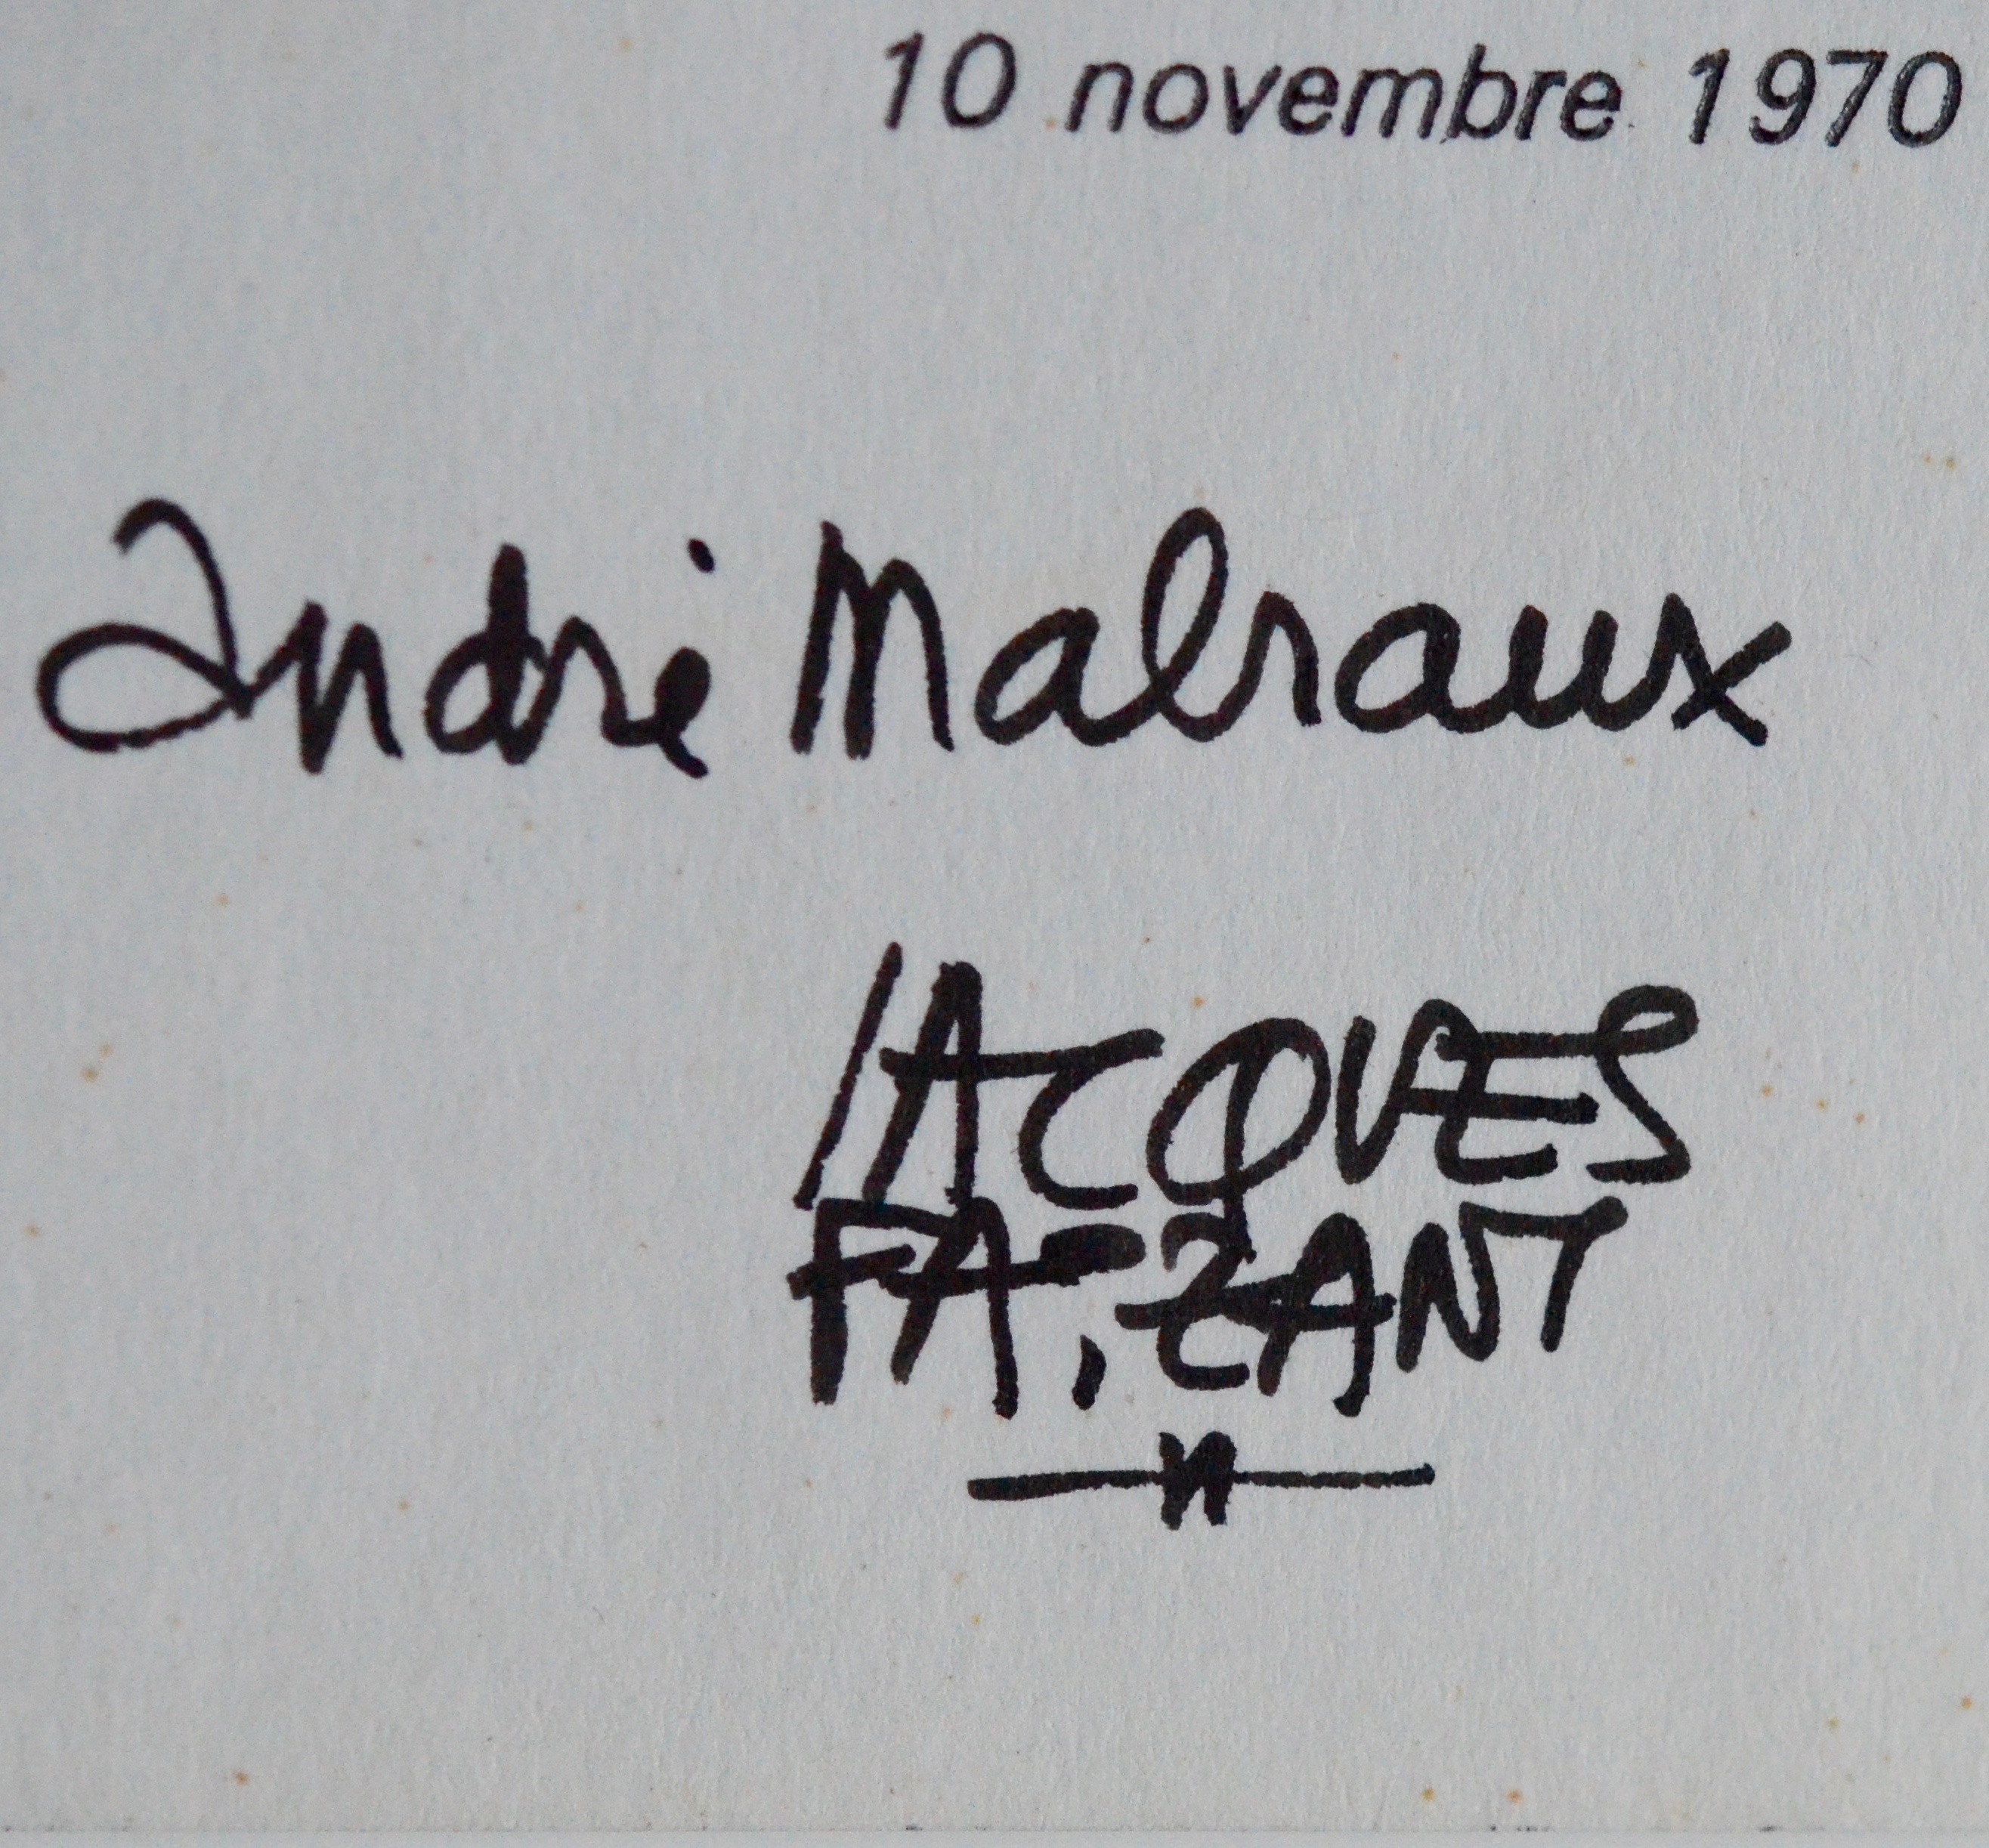 10 novembre 1970
André Malraux
JACQUES
FAIZANT